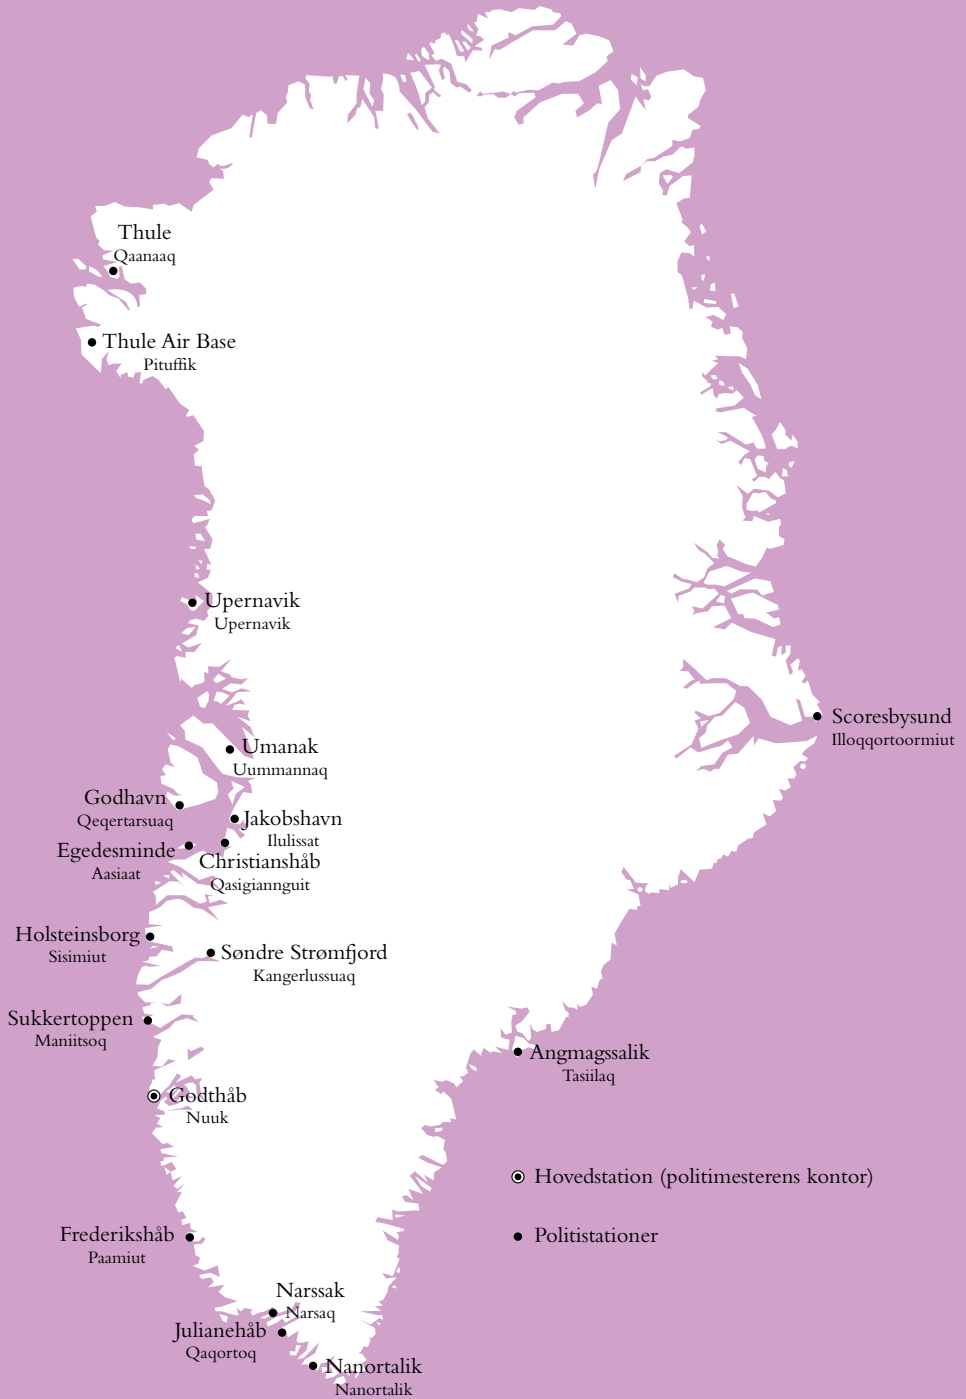 Thule
Qaanaaq
Thule Air Base
Pituffik
Upernavik
Upernavik
Scoresbysund
Illoqqortoormiut
Umanak
Uummannaq
Godhavn
Qeqertarsuaq
Jakobshavn
Ilulissat
Egedesminde
Aasiaat
Christianshåb
Qasigiannguit
Holsteinsborg
Sisimiut
Søndre Strømfjord
Kangerlussuaq
Sukkertoppen
Maniitsoq
Angmagssalik
Tasiilaq
Godthåb
Nuuk
Hovedstation (politimesterens kontor)
Politistationer
Frederikshåb
Paamiut
Narssak
Narsaq
Julianehåb
Qaqortoq
Nanortalik
Nanortalik